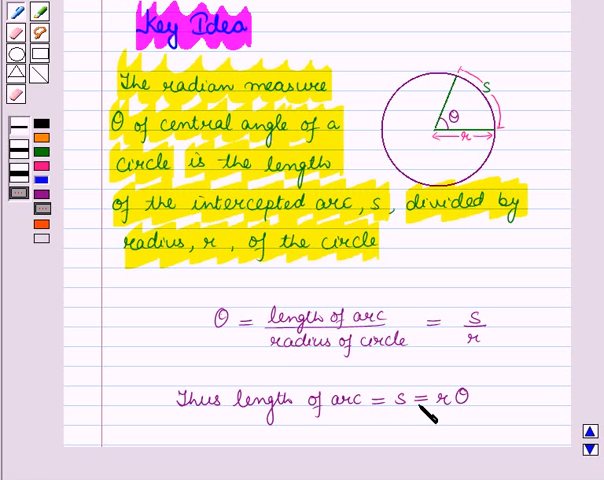 Key Idea
The radian measure
θ of central angle of a
circle is the length
of the intercepted arc, s, divided by
radius, r, of the circle
s
θ
r
θ = length of arc / radius of circle = s / r
Thus length of arc = s = r θ